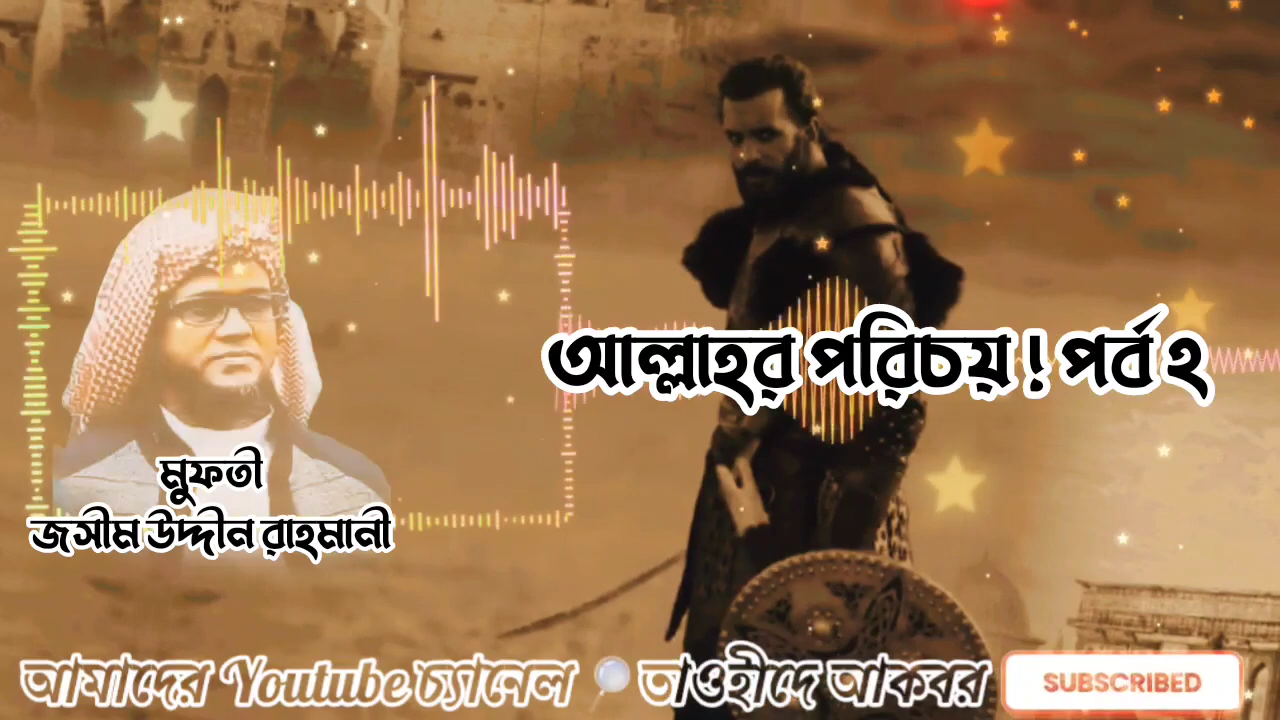 আল্লাহর পরিচয় ! পর্ব ২
মুফতী
জসীম উদ্দীন রাহমানী
আমাদের Youtube চ্যানেল তাওহীদে আকবর
SUBSCRIBED